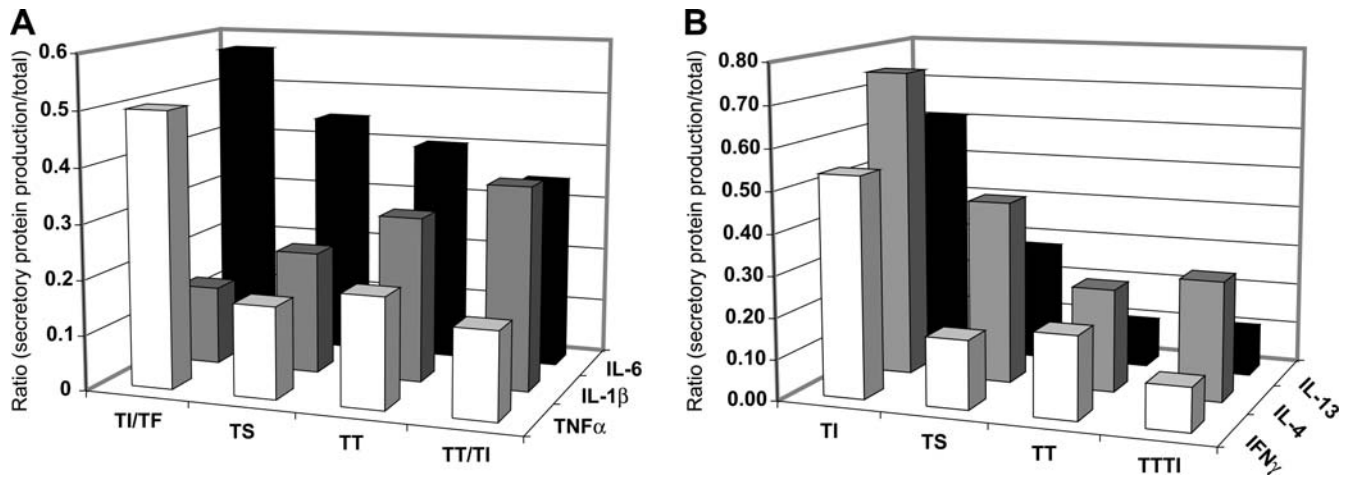 A
Ratio (secretory protein production/total)
0.6
0.5
0.4
0.3
0.2
0.1
0
TI/TF
TS
TT
TT/TI
TNFα
IL-1β
IL-6
B
Ratio (secretory protein production/total)
0.80
0.70
0.60
0.50
0.40
0.30
0.20
0.10
0.00
TI
TS
TT
TTTI
IFNγ
IL-4
IL-13